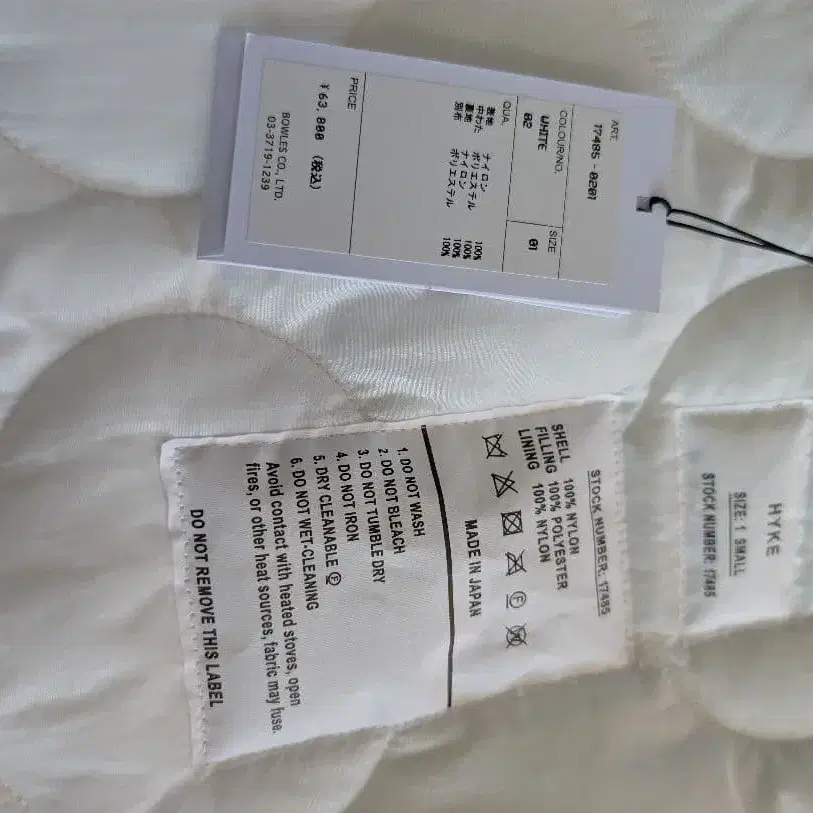 ART.
17485 - 0201
COLOUR/NO.
WHITE
02
SIZE
01
QUA.
表地 ナイロン 100%
中わた ポリエステル 100%
裏地 ナイロン 100%
別布 ポリエステル 100%
PRICE
¥63,800 (税込)
BOWLES CO., LTD.
03-3719-1239
HYKE
SIZE: 1 SMALL
STOCK NUMBER: 17485
STOCK NUMBER: 17485
SHELL 100% NYLON
FILLING 100% POLYESTER
LINING 100% NYLON
F
MADE IN JAPAN
1. DO NOT WASH
2. DO NOT BLEACH
3. DO NOT TUMBLE DRY
4. DO NOT IRON
5. DRY CLEANABLE Ⓕ
6. DO NOT WET-CLEANING
Avoid contact with heated stoves, open
fires, or other heat sources, fabric may fuse.
DO NOT REMOVE THIS LABEL